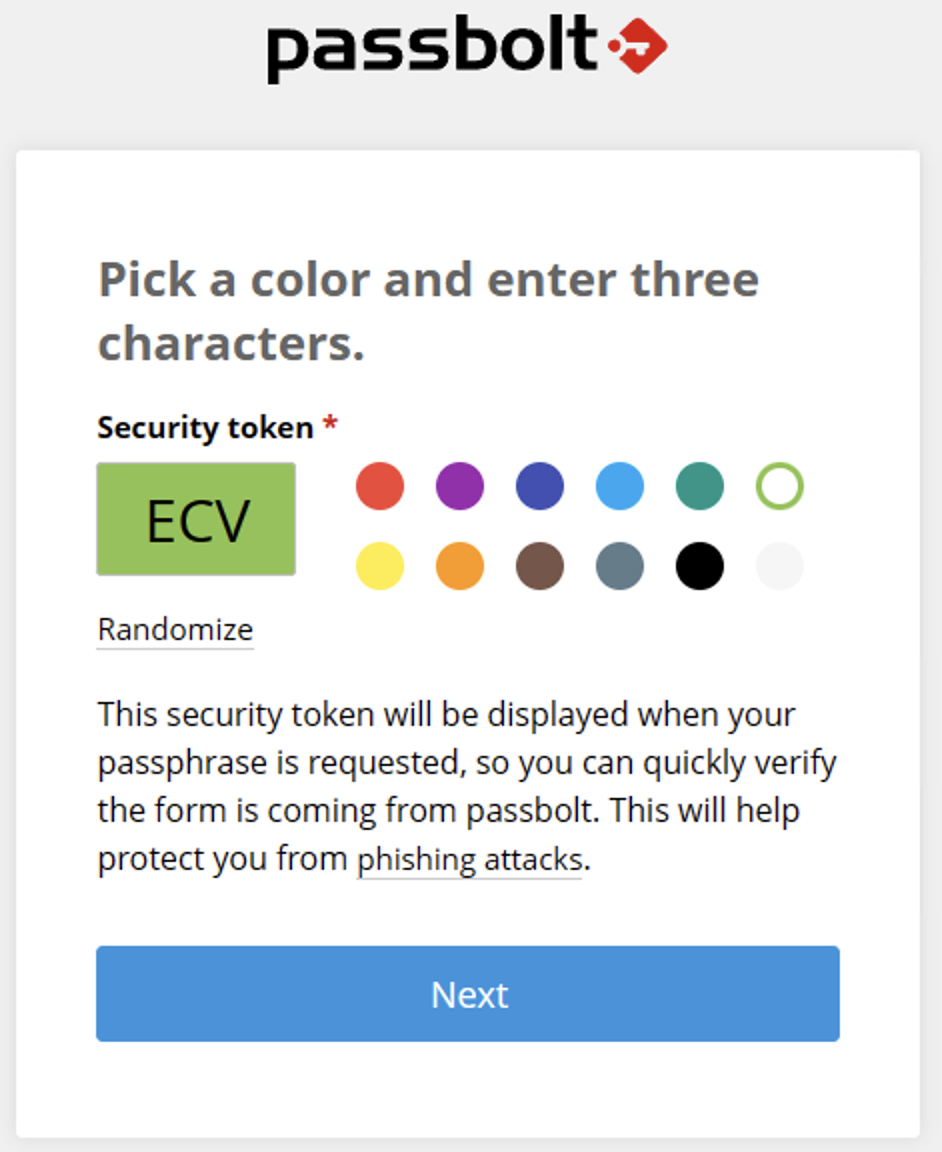 passbolt
Pick a color and enter three
characters.
Security token *
ECV
Randomize
This security token will be displayed when your
passphrase is requested, so you can quickly verify
the form is coming from passbolt. This will help
protect you from phishing attacks.
Next